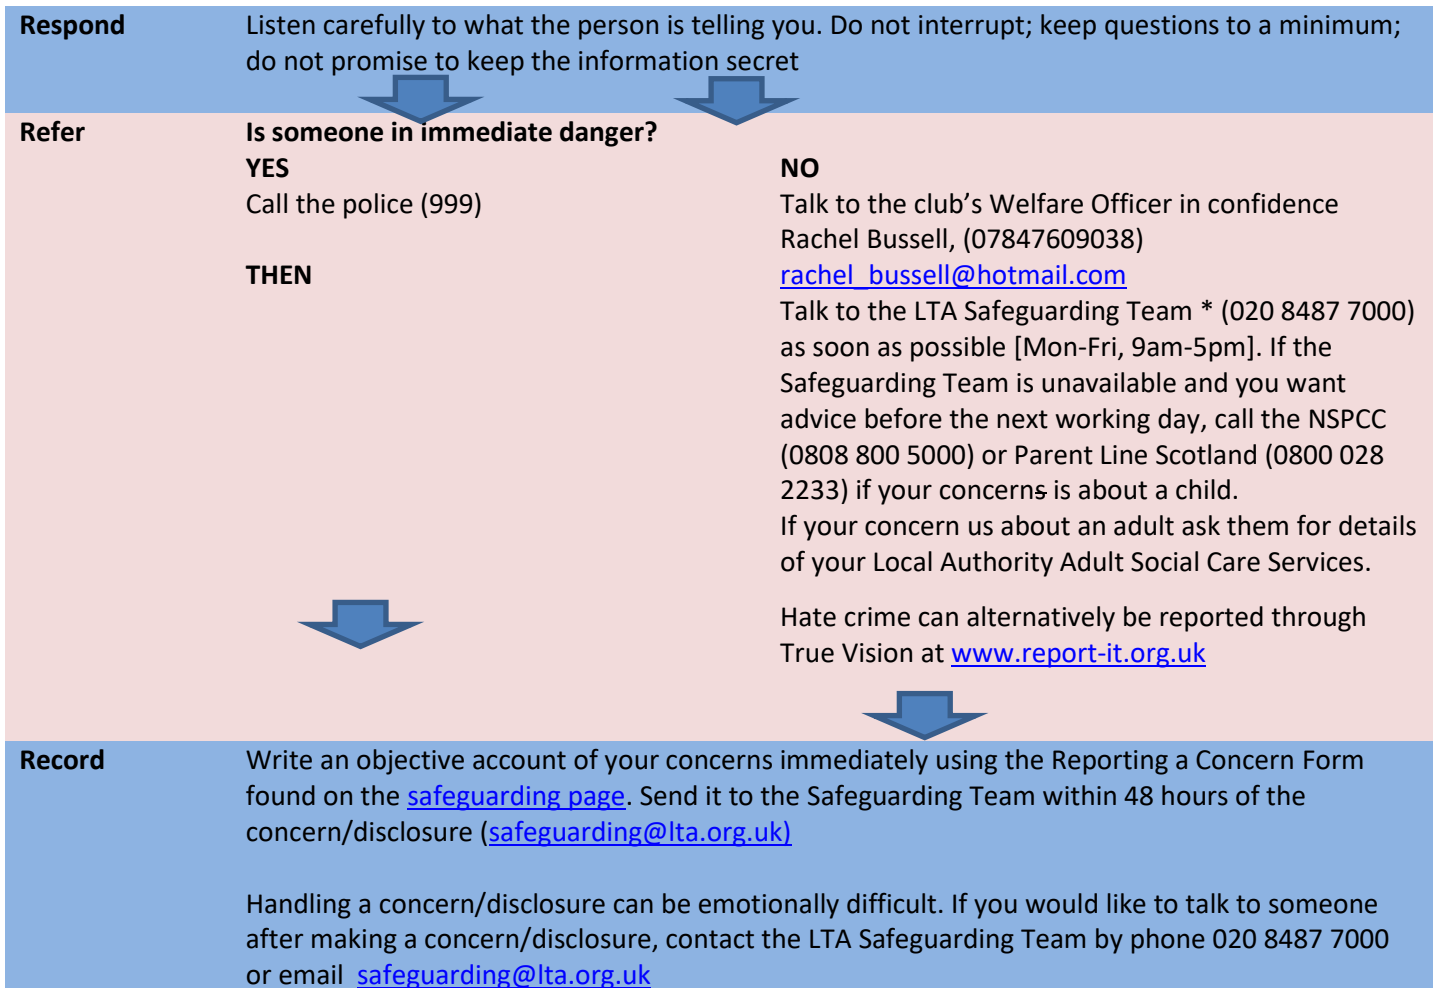 Respond
Listen carefully to what the person is telling you. Do not interrupt; keep questions to a minimum;
do not promise to keep the information secret
Refer
Is someone in immediate danger?
YES
Call the police (999)
THEN
NO
Talk to the club’s Welfare Officer in confidence
Rachel Bussell, (07847609038)
rachel_bussell@hotmail.com
Talk to the LTA Safeguarding Team * (020 8487 7000)
as soon as possible [Mon-Fri, 9am-5pm]. If the
Safeguarding Team is unavailable and you want
advice before the next working day, call the NSPCC
(0808 800 5000) or Parent Line Scotland (0800 028
2233) if your concerns is about a child.
If your concern us about an adult ask them for details
of your Local Authority Adult Social Care Services.
Hate crime can alternatively be reported through
True Vision at www.report-it.org.uk
Record
Write an objective account of your concerns immediately using the Reporting a Concern Form
found on the safeguarding page. Send it to the Safeguarding Team within 48 hours of the
concern/disclosure (safeguarding@lta.org.uk)
Handling a concern/disclosure can be emotionally difficult. If you would like to talk to someone
after making a concern/disclosure, contact the LTA Safeguarding Team by phone 020 8487 7000
or email safeguarding@lta.org.uk